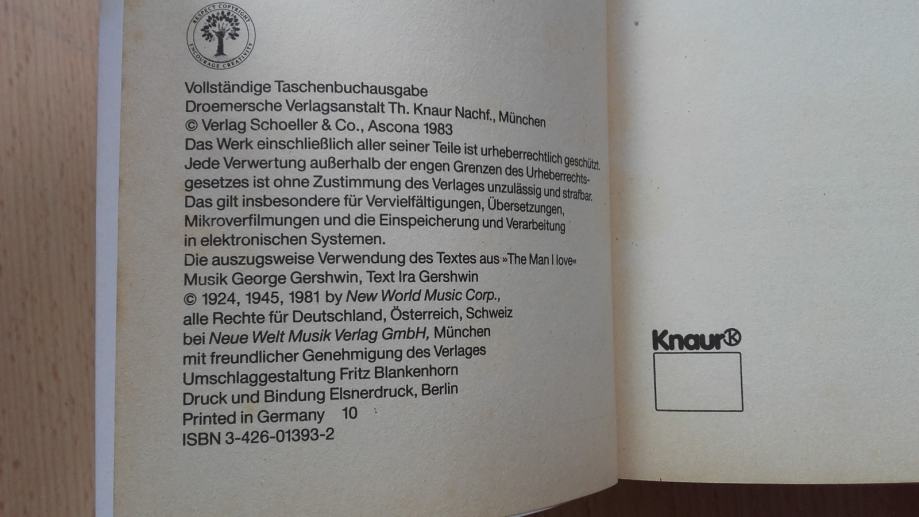 RESPECT COPYRIGHT
ENCOURAGE CREATIVITY
Vollständige Taschenbuchausgabe
Droemersche Verlagsanstalt Th. Knaur Nachf., München
© Verlag Schoeller & Co., Ascona 1983
Das Werk einschließlich aller seiner Teile ist urheberrechtlich geschützt.
Jede Verwertung außerhalb der engen Grenzen des Urheberrechts-
gesetzes ist ohne Zustimmung des Verlages unzulässig und strafbar.
Das gilt insbesondere für Vervielfältigungen, Übersetzungen,
Mikroverfilmungen und die Einspeicherung und Verarbeitung
in elektronischen Systemen.
Die auszugsweise Verwendung des Textes aus »The Man I love«
Musik George Gershwin, Text Ira Gershwin
© 1924, 1945, 1981 by New World Music Corp.,
alle Rechte für Deutschland, Österreich, Schweiz
bei Neue Welt Musik Verlag GmbH, München
mit freundlicher Genehmigung des Verlages
Umschlaggestaltung Fritz Blankenhorn
Druck und Bindung Elsnerdruck, Berlin
Printed in Germany 10
ISBN 3-426-01393-2
Knaur K